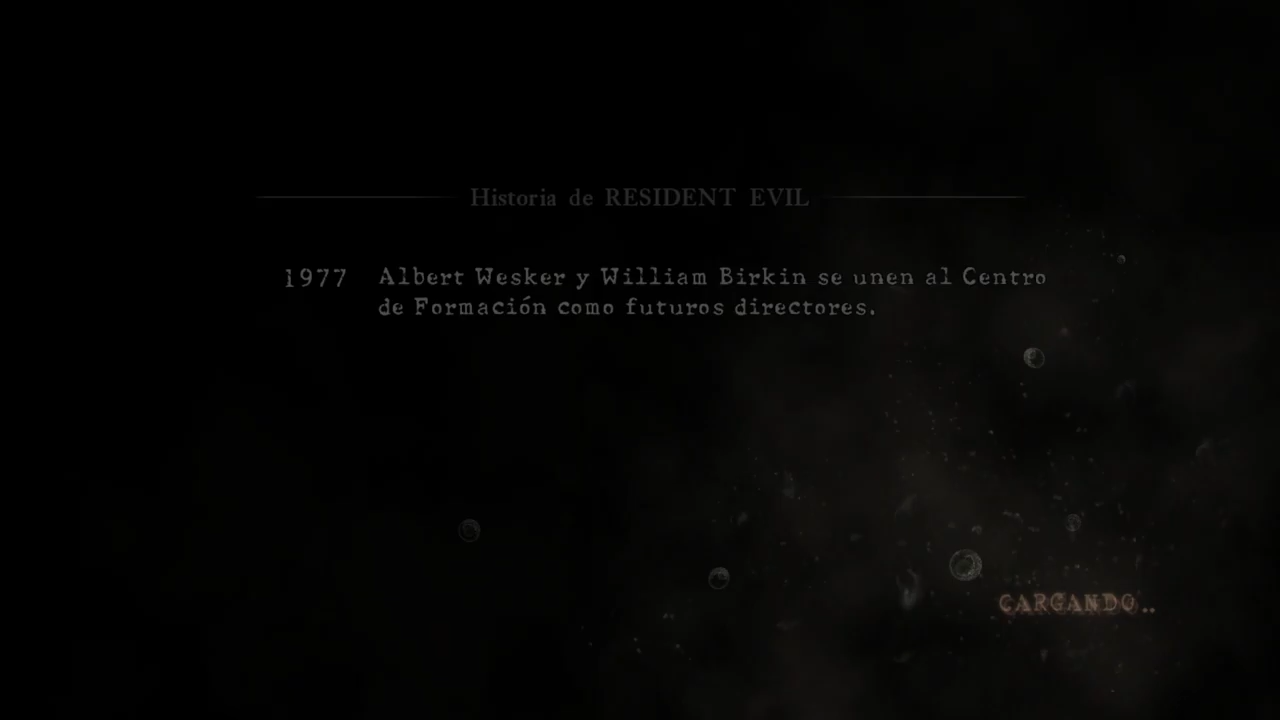 Historia de RESIDENT EVIL
1977 Albert Wesker y William Birkin se unen al Centro
de Formación como futuros directores.
CARGANDO..